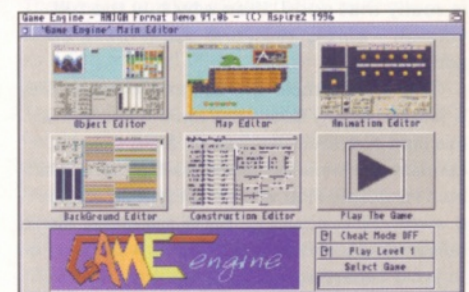 Game Engine - AMIGA Format Demo V1.06 - (C) Aspire2 1996
'Game Engine' Main Editor
Object Editor
Map Editor
Animation Editor
BackGround Editor
Construction Editor
Play The Game
GAME engine
Cheat Mode OFF
Play Level 1
Select Game